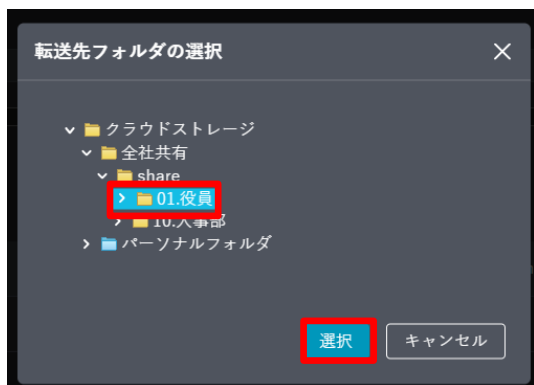 転送先フォルダの選択
クラウドストレージ
全社共有
share
01.役員
10.人事部
パーソナルフォルダ
選択 キャンセル